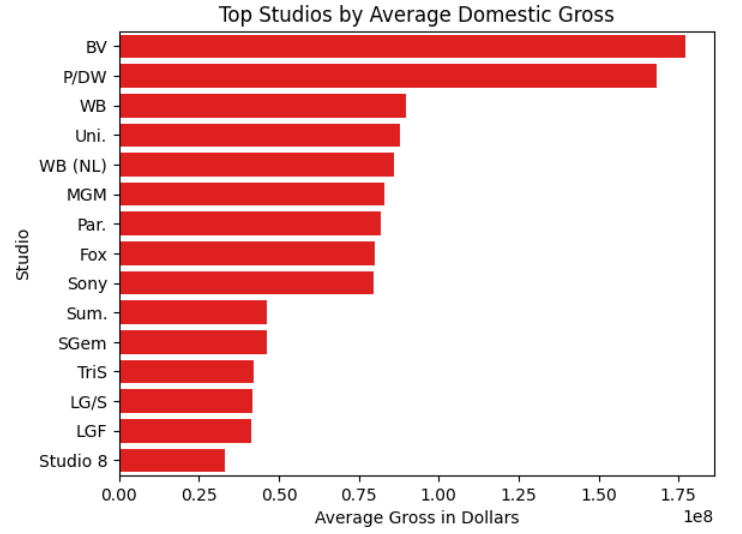 Top Studios by Average Domestic Gross
BV
P/DW
WB
Uni.
WB (NL)
MGM
Par.
Fox
Sony
Sum.
SGem
TriS
LG/S
LGF
Studio 8
Studio
0.00 0.25 0.50 0.75 1.00 1.25 1.50 1.75
1e8
Average Gross in Dollars